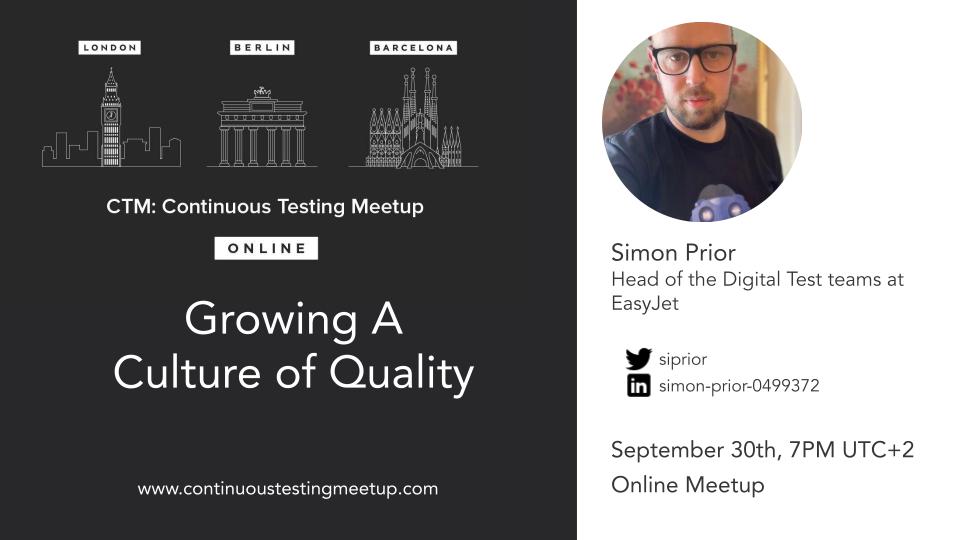 LONDON
BERLIN
BARCELONA
CTM: Continuous Testing Meetup
ONLINE
Growing A
Culture of Quality
www.continuoustestingmeetup.com
Simon Prior
Head of the Digital Test teams at
EasyJet
siprior
in simon-prior-0499372
September 30th, 7PM UTC+2
Online Meetup